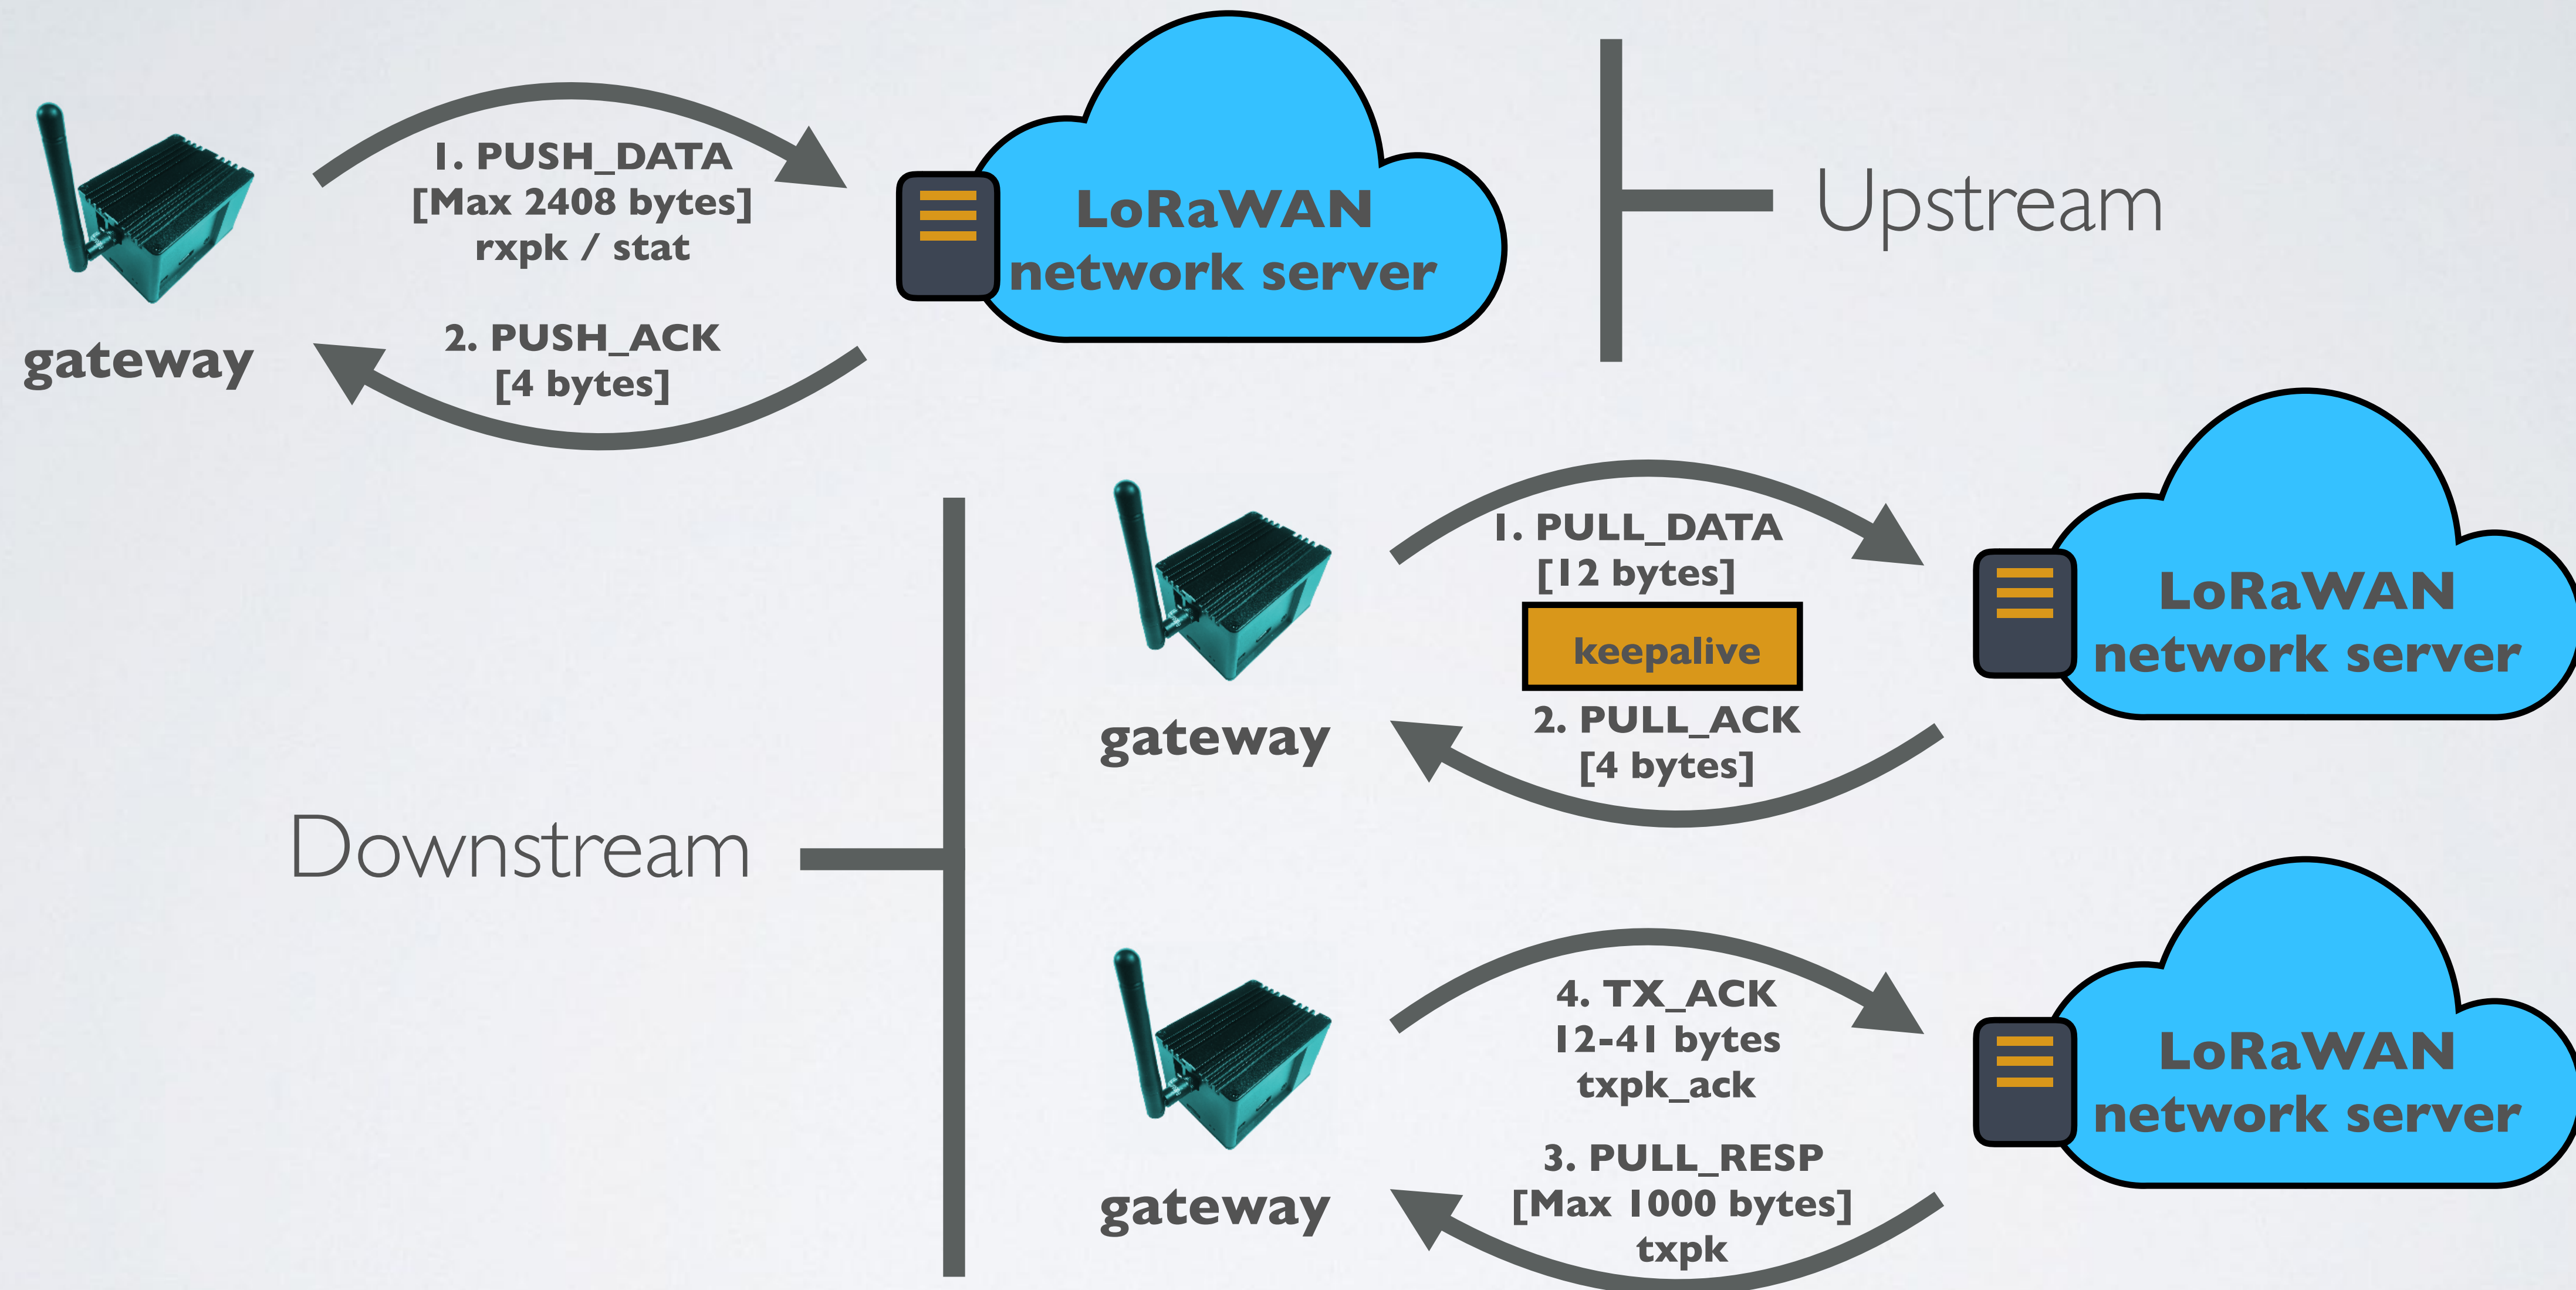 1. PUSH_DATA
[Max 2408 bytes]
rxpk / stat
2. PUSH_ACK
[4 bytes]
gateway
LoRaWAN
network server
Upstream
Downstream
1. PULL_DATA
[12 bytes]
keepalive
2. PULL_ACK
[4 bytes]
gateway
LoRaWAN
network server
4. TX_ACK
12-41 bytes
txpk_ack
3. PULL_RESP
[Max 1000 bytes]
txpk
gateway
LoRaWAN
network server